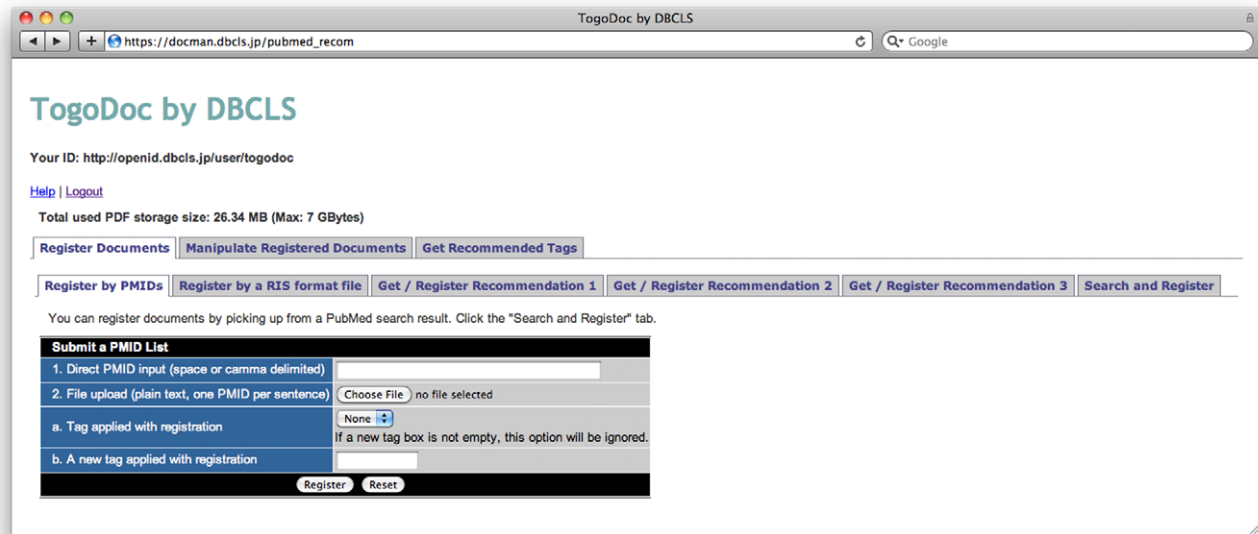 TogoDoc by DBCLS
https://docman.dbcls.jp/pubmed_recom
Google
TogoDoc by DBCLS
Your ID: http://openid.dbcls.jp/user/togodoc
Help | Logout
Total used PDF storage size: 26.34 MB (Max: 7 GBytes)
Register Documents Manipulate Registered Documents Get Recommended Tags
Register by PMIDs Register by a RIS format file Get / Register Recommendation 1 Get / Register Recommendation 2 Get / Register Recommendation 3 Search and Register
You can register documents by picking up from a PubMed search result. Click the "Search and Register" tab.
Submit a PMID List
1. Direct PMID input (space or camma delimited)
2. File upload (plain text, one PMID per sentence) Choose File no file selected
a. Tag applied with registration None
If a new tag box is not empty, this option will be ignored.
b. A new tag applied with registration
Register Reset